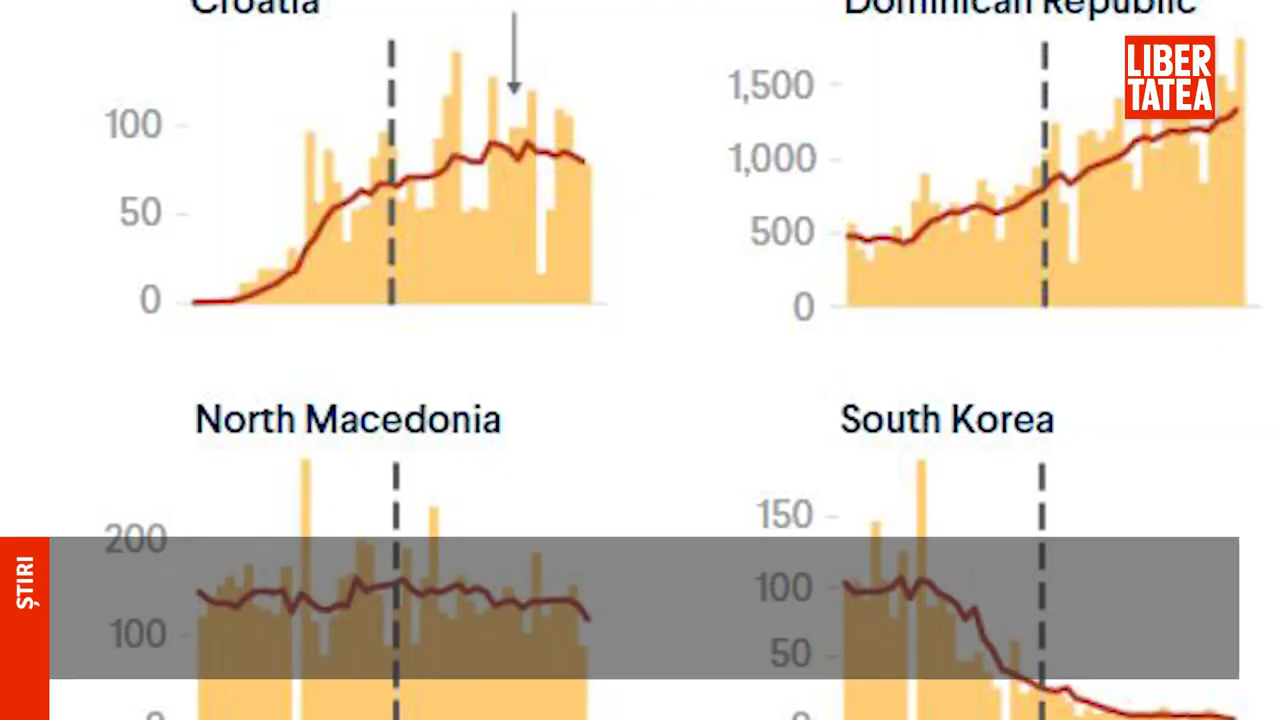 Croatia
100
50
0
Dominican Republic
1,500
1,000
500
0
LIBER
TATEA
North Macedonia
200
100
0
South Korea
150
100
50
0
ȘTIRI